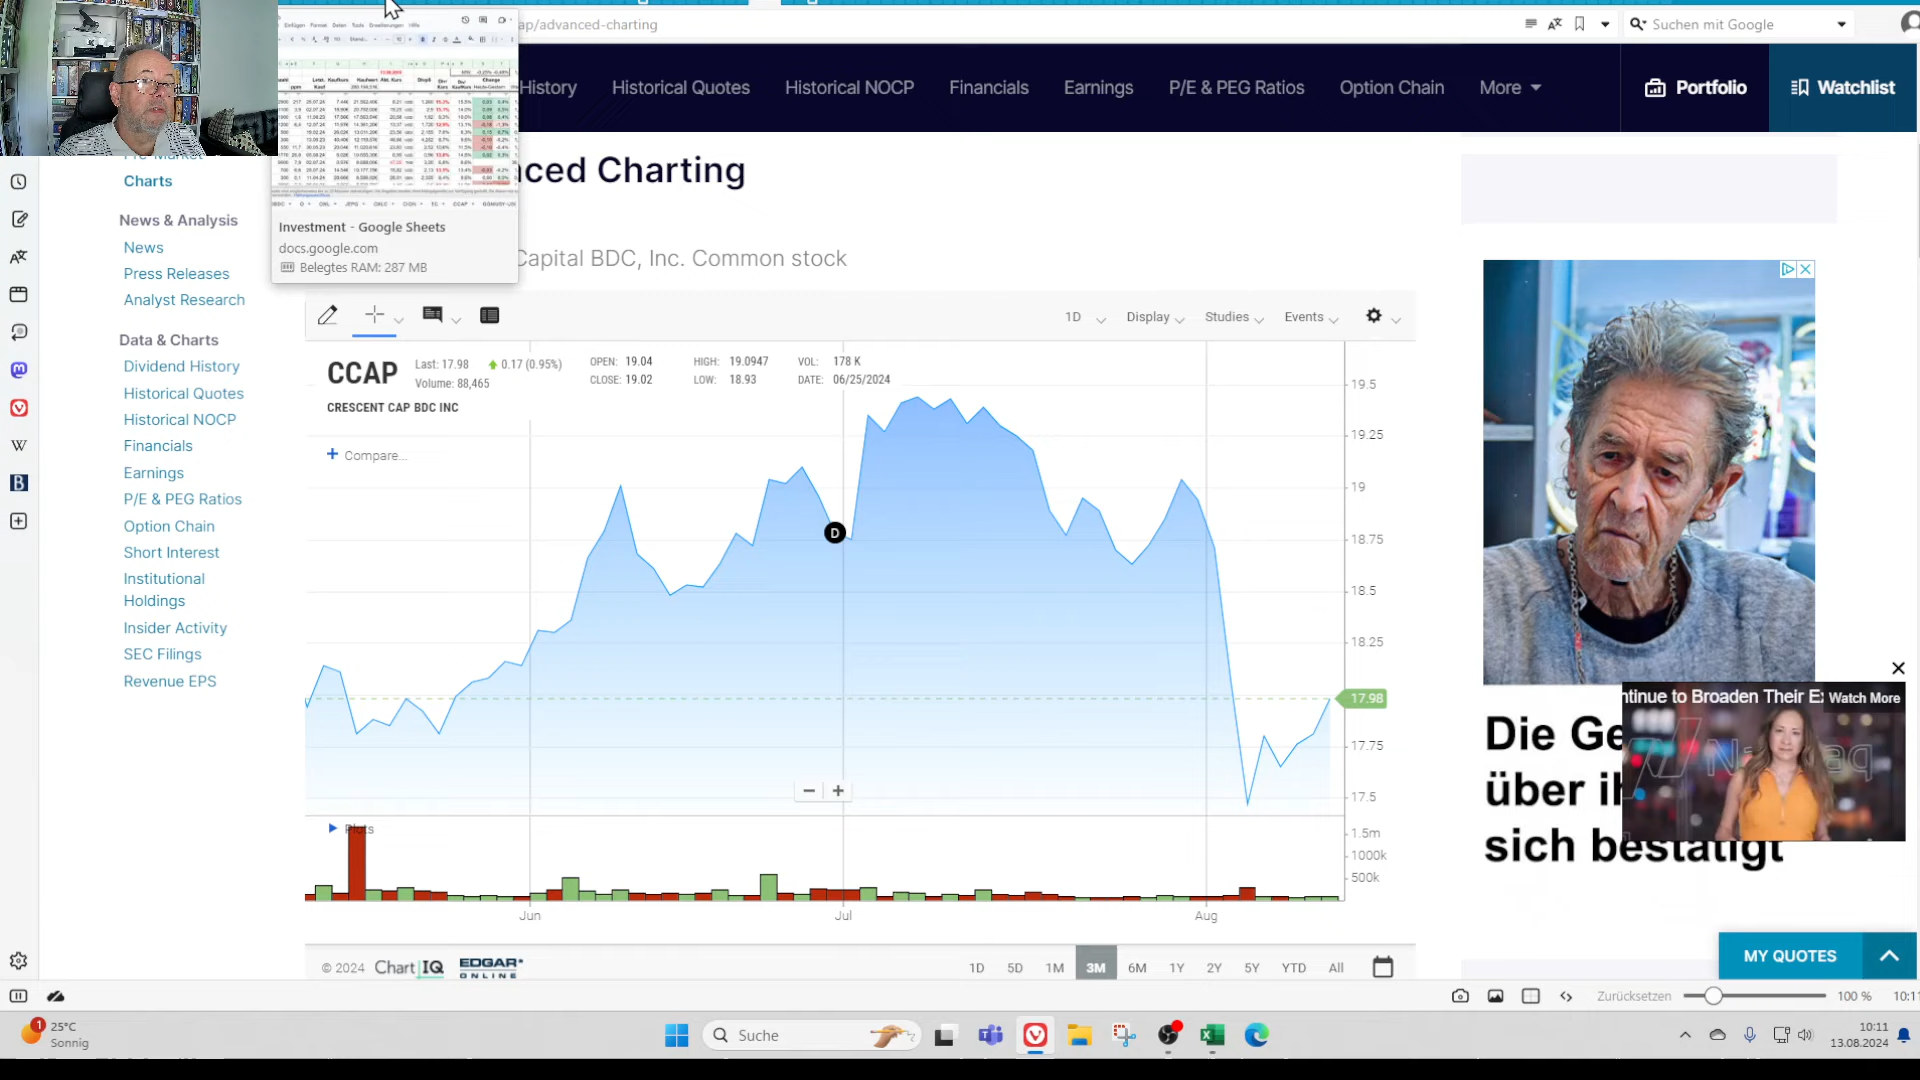 ap/advanced-charting
Suchen mit Google
History
Historical Quotes
Historical NOCP
Financials
Earnings
P/E & PEG Ratios
Option Chain
More
Portfolio
Watchlist
Charts
News & Analysis
News
Press Releases
Analyst Research
Data & Charts
Dividend History
Historical Quotes
Historical NOCP
Financials
Earnings
P/E & PEG Ratios
Option Chain
Short Interest
Institutional
Holdings
Insider Activity
SEC Filings
Revenue EPS
Investment - Google Sheets
docs.google.com
Belegtes RAM: 287 MB
nced Charting
Capital BDC, Inc. Common stock
1D
Display
Studies
Events
CCAP
Last: 17.98 0.17 (0.95%)
Volume: 88,465
OPEN: 19.04 HIGH: 19.0947 VOL: 178 K
CLOSE: 19.02 LOW: 18.93 DATE: 06/25/2024
CRESCENT CAP BDC INC
+ Compare...
D
19.5
19.25
19
18.75
18.5
18.25
17.98
17.75
17.5
Plots
1.5m
1000k
500k
Jun
Jul
Aug
© 2024 ChartIQ EDGAR ONLINE
1D 5D 1M 3M 6M 1Y 2Y 5Y YTD All
ntinue to Broaden Their E
Watch More
Die Ge
über ih
sich bestätigt
MY QUOTES
Zurücksetzen
100 %
10:11
1
25°C
Sonnig
Suche
10:11
13.08.2024